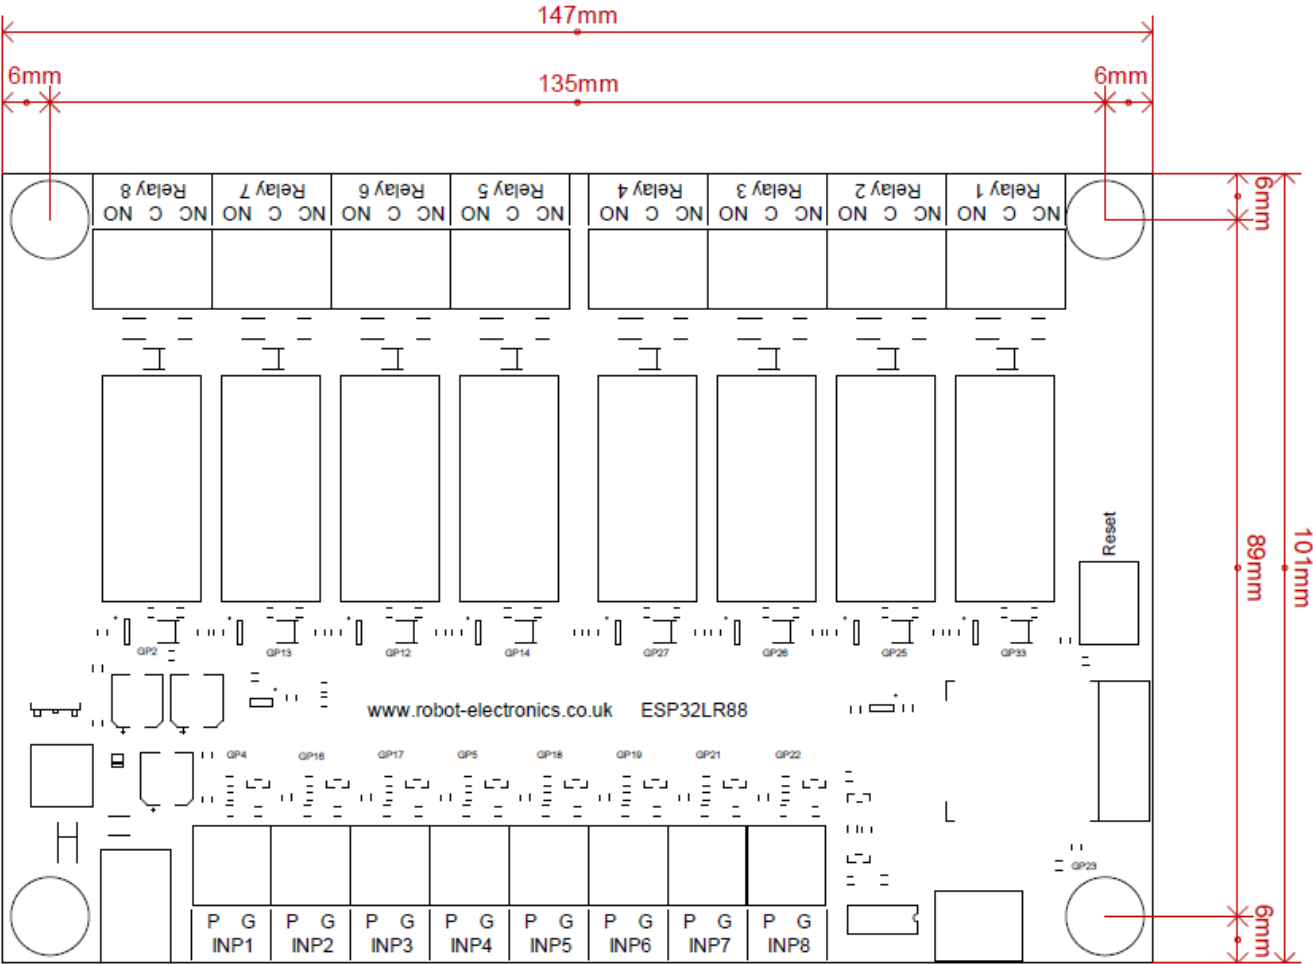 147mm
6mm
135mm
6mm
Relay 8
Relay 7
Relay 6
Relay 5
Relay 4
Relay 3
Relay 2
Relay 1
NO C NC
NO C NC
NO C NC
NO C NC
NO C NC
NO C NC
NO C NC
NO C NC
6mm
Reset
89mm
101mm
GP2
GP13
GP12
GP14
GP27
GP26
GP25
GP33
www.robot-electronics.co.uk ESP32LR88
GP4
GP16
GP17
GP5
GP18
GP19
GP21
GP22
GP23
P G
P G
P G
P G
P G
P G
P G
P G
INP1
INP2
INP3
INP4
INP5
INP6
INP7
INP8
6mm